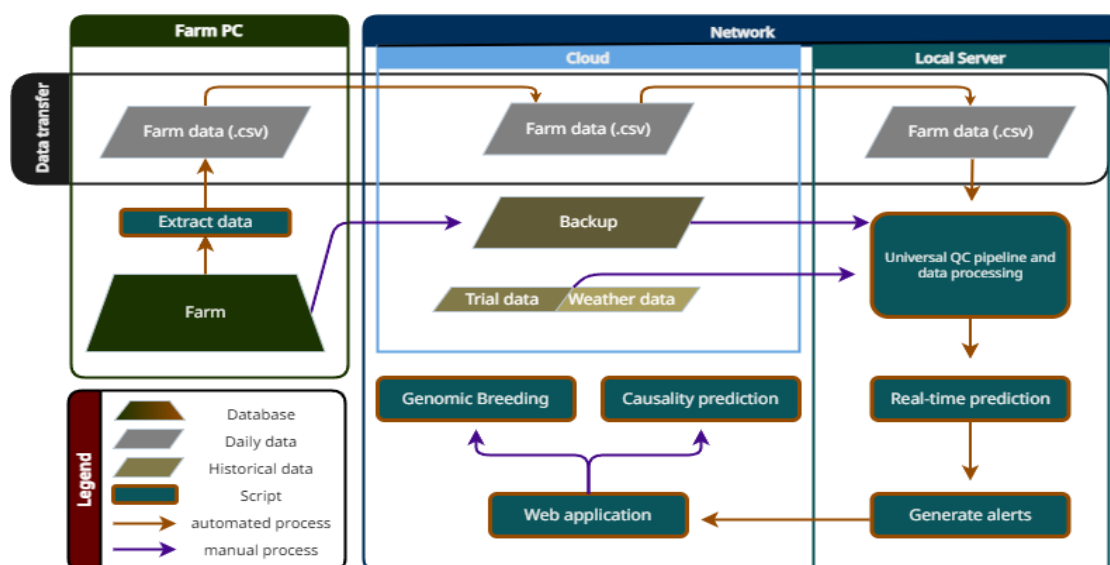 Farm PC
Network
Cloud
Local Server
Data transfer
Farm data (.csv)
Farm data (.csv)
Farm data (.csv)
Extract data
Backup
Universal QC pipeline and
data processing
Farm
Trial data
Weather data
Genomic Breeding
Causality prediction
Real-time prediction
Web application
Generate alerts
Legend
Database
Daily data
Historical data
Script
automated process
manual process